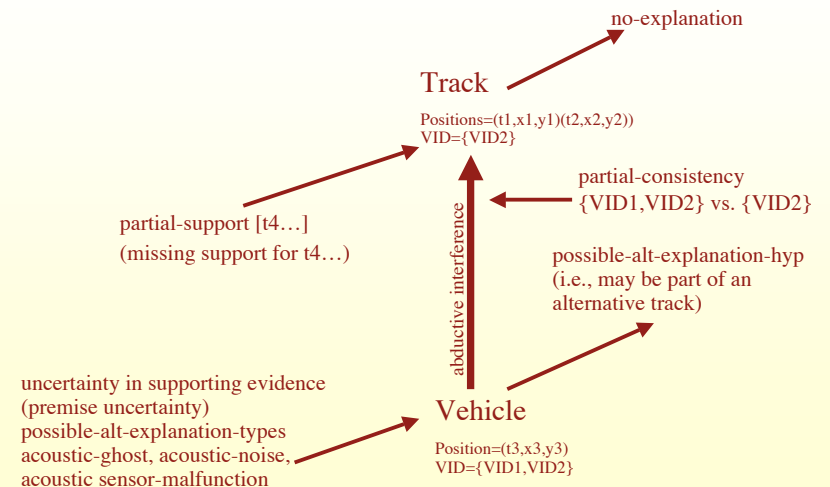 no-explanation
Track
Positions=(t1,x1,y1)(t2,x2,y2))
VID={VID2}
partial-consistency
{VID1,VID2} vs. {VID2}
partial-support [t4…]
(missing support for t4…)
abductive interference
possible-alt-explanation-hyp
(i.e., may be part of an
alternative track)
uncertainty in supporting evidence
(premise uncertainty)
possible-alt-explanation-types
acoustic-ghost, acoustic-noise,
acoustic sensor-malfunction
Vehicle
Position=(t3,x3,y3)
VID={VID1,VID2}